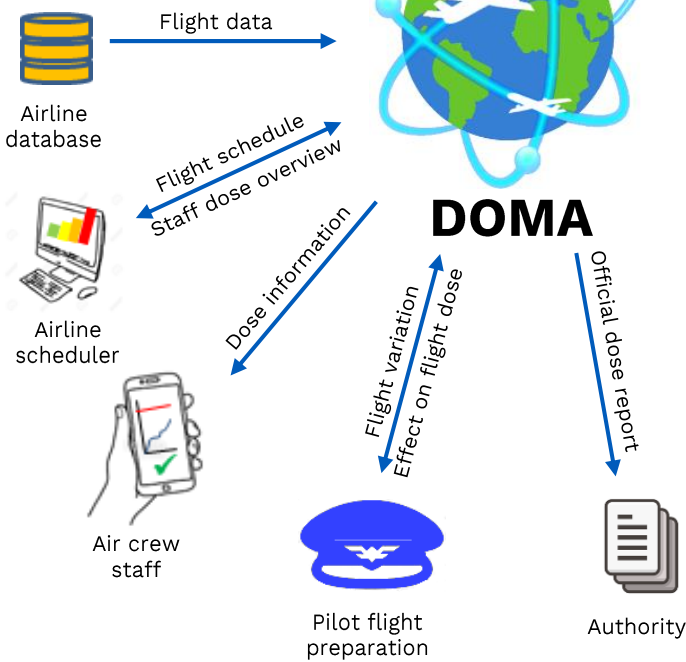 Flight data
Airline
database
Flight schedule
Staff dose overview
DOMA
Airline
scheduler
Dose information
Flight variation
Effect on flight dose
Official dose report
Air crew
staff
Pilot flight
preparation
Authority